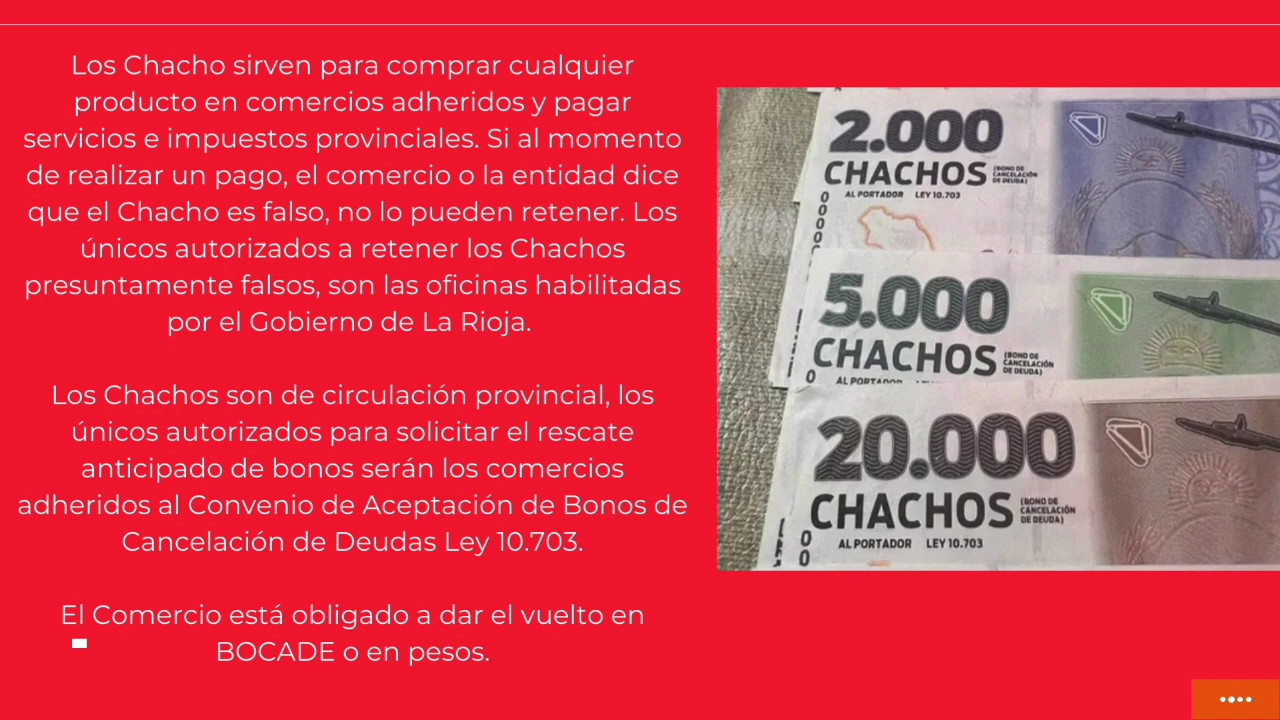 Los Chacho sirven para comprar cualquier
producto en comercios adheridos y pagar
servicios e impuestos provinciales. Si al momento
de realizar un pago, el comercio o la entidad dice
que el Chacho es falso, no lo pueden retener. Los
únicos autorizados a retener los Chachos
presuntamente falsos, son las oficinas habilitadas
por el Gobierno de La Rioja.
Los Chachos son de circulación provincial, los
únicos autorizados para solicitar el rescate
anticipado de bonos serán los comercios
adheridos al Convenio de Aceptación de Bonos de
Cancelación de Deudas Ley 10.703.
El Comercio está obligado a dar el vuelto en
BOCADE o en pesos.
2.000
CHACHOS
(BONO DE
CANCELACIÓN
DE DEUDA)
AL PORTADOR LEY 10.703
5.000
CHACHOS
(BONO DE
CANCELACIÓN
DE DEUDA)
AL PORTADOR
20.000
CHACHOS
(BONO DE
CANCELACIÓN
DE DEUDA)
AL PORTADOR LEY 10.703